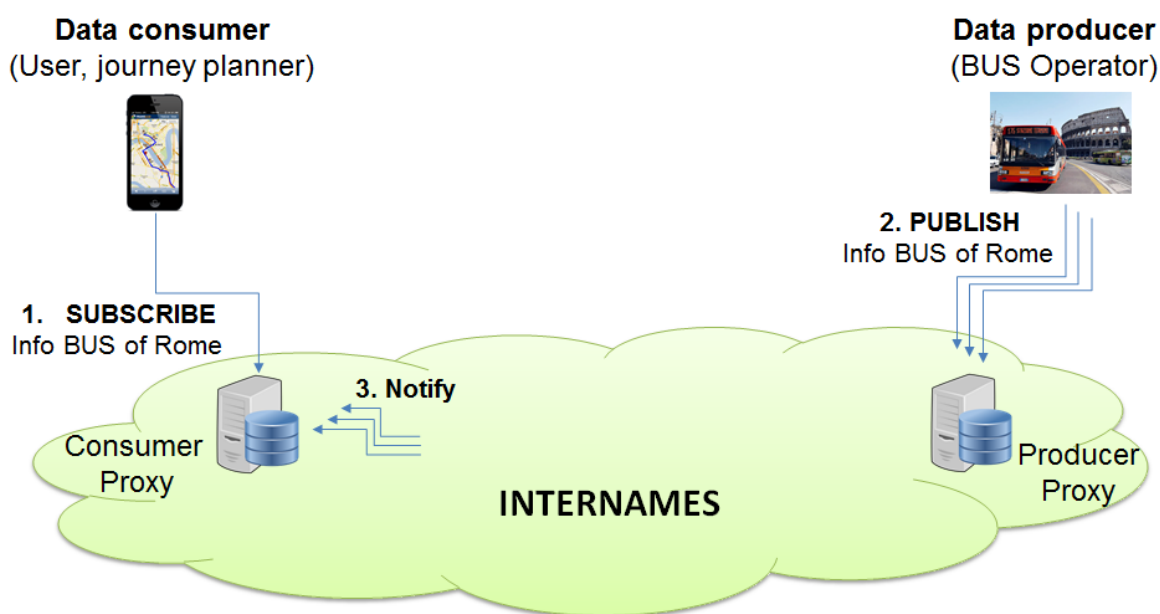 Data consumer
(User, journey planner)
Data producer
(BUS Operator)
2. PUBLISH
Info BUS of Rome
1. SUBSCRIBE
Info BUS of Rome
3. Notify
Consumer
Proxy
Producer
Proxy
INTERNAMES